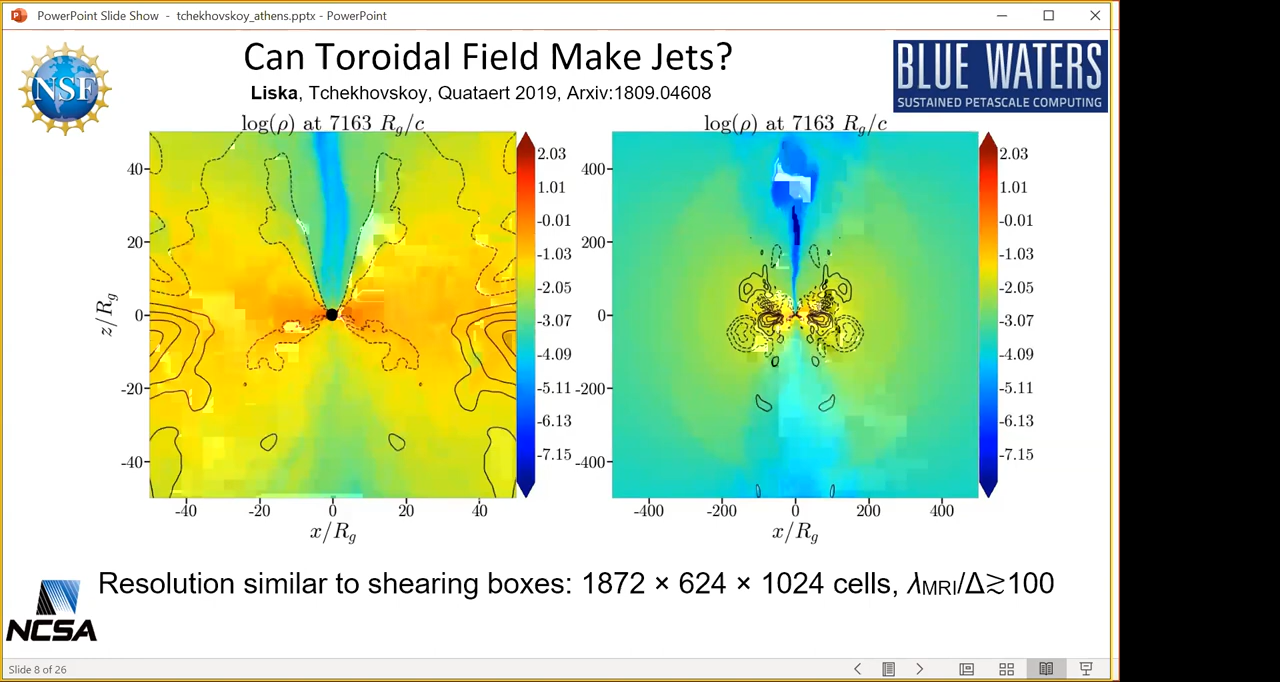 PowerPoint Slide Show - tchekhovskoy_athens.pptx - PowerPoint
NSF
Can Toroidal Field Make Jets?
BLUE WATERS
SUSTAINED PETASCALE COMPUTING
Liska, Tchekhovskoy, Quataert 2019, Arxiv:1809.04608
log(ρ) at 7163 R_g/c
log(ρ) at 7163 R_g/c
z/R_g
40
20
0
-20
-40
-40 -20 0 20 40
x/R_g
2.03
1.01
-0.01
-1.03
-2.05
-3.07
-4.09
-5.11
-6.13
-7.15
400
200
0
-200
-400
-400 -200 0 200 400
x/R_g
2.03
1.01
-0.01
-1.03
-2.05
-3.07
-4.09
-5.11
-6.13
-7.15
Resolution similar to shearing boxes: 1872 × 624 × 1024 cells, λMRI/Δ≳100
NCSA
Slide 8 of 26